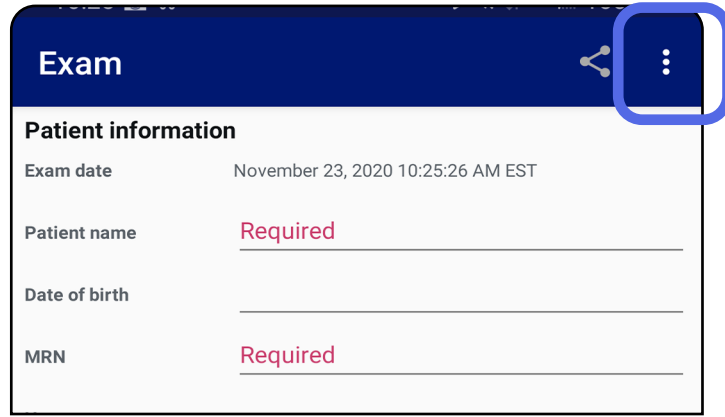 Exam
Patient information
Exam date November 23, 2020 10:25:26 AM EST
Patient name Required
Date of birth
MRN Required